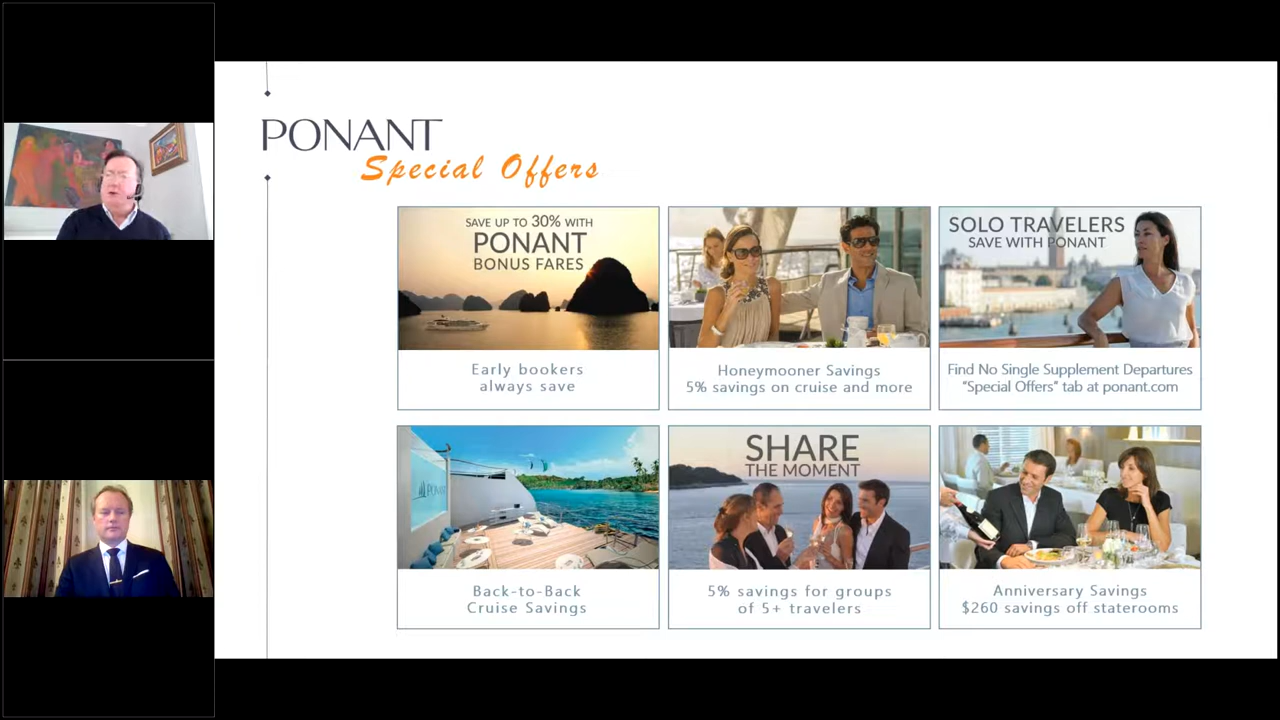 PONANT
Special Offers
SAVE UP TO 30% WITH
PONANT
BONUS FARES
Early bookers
always save
Honeymooner Savings
5% savings on cruise and more
SOLO TRAVELERS
SAVE WITH PONANT
Find No Single Supplement Departures
"Special Offers" tab at ponant.com
PONANT
Back-to-Back
Cruise Savings
SHARE
THE MOMENT
5% savings for groups
of 5+ travelers
Anniversary Savings
$260 savings off staterooms